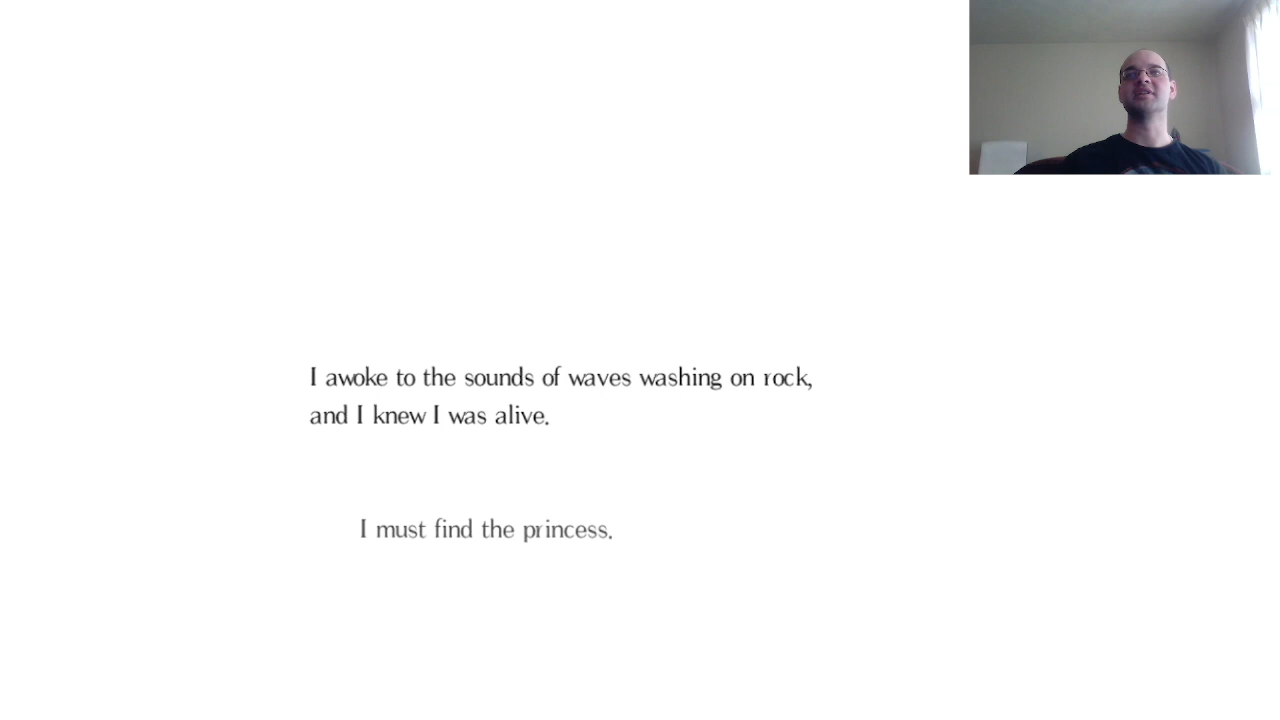 I awoke to the sounds of waves washing on rock,
and I knew I was alive.
I must find the princess.